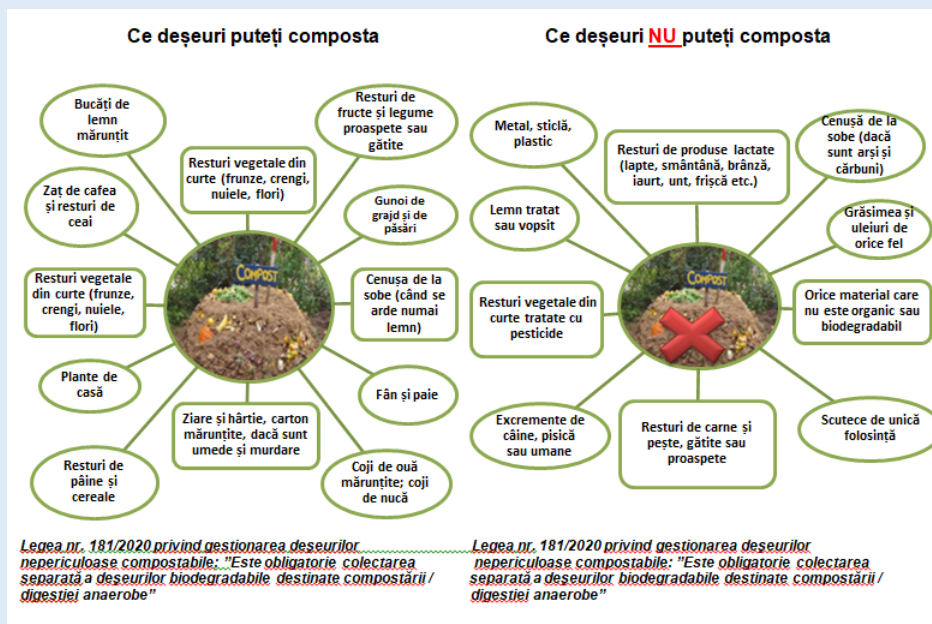 Ce deșeuri puteți composta
Bucăți de
lemn
mărunțit
Resturi de
fructe și legume
proaspete sau
gătite
Resturi vegetale din
curte (frunze, crengi,
nuiele, flori)
Zaț de cafea
și resturi de
ceai
Gunoi de
grajd și de
păsări
COMPOST
Resturi vegetale
din curte (frunze,
crengi, nuiele,
flori)
Cenușa de la
sobe (când se
arde numai
lemn)
Plante de
casă
Fân și paie
Ziare și hârtie, carton
mărunțite, dacă sunt
umede și murdare
Resturi de
pâine și
cereale
Coji de ouă
mărunțite; coji
de nucă
Legea nr. 181/2020 privind gestionarea deșeurilor
nepericuloase compostabile: ”Este obligatorie colectarea
separată a deșeurilor biodegradabile destinate compostării /
digestiei anaerobe”
Ce deșeuri NU puteți composta
Metal, sticlă,
plastic
Resturi de produse lactate
(lapte, smântână, brânză,
iaurt, unt, frișcă etc.)
Cenușă de la
sobe (dacă
sunt arși și
cărbuni)
Lemn tratat
sau vopsit
Grăsimea și
uleiuri de
orice fel
COMPOST
Resturi vegetale din
curte tratate cu
pesticide
Orice material care
nu este organic sau
biodegradabil
Excremente de
câine, pisică
sau umane
Resturi de carne și
pește, gătite sau
proaspete
Scutece de unică
folosință
Legea nr. 181/2020 privind gestionarea deșeurilor
nepericuloase compostabile: ”Este obligatorie colectarea
separată a deșeurilor biodegradabile destinate compostării /
digestiei anaerobe”